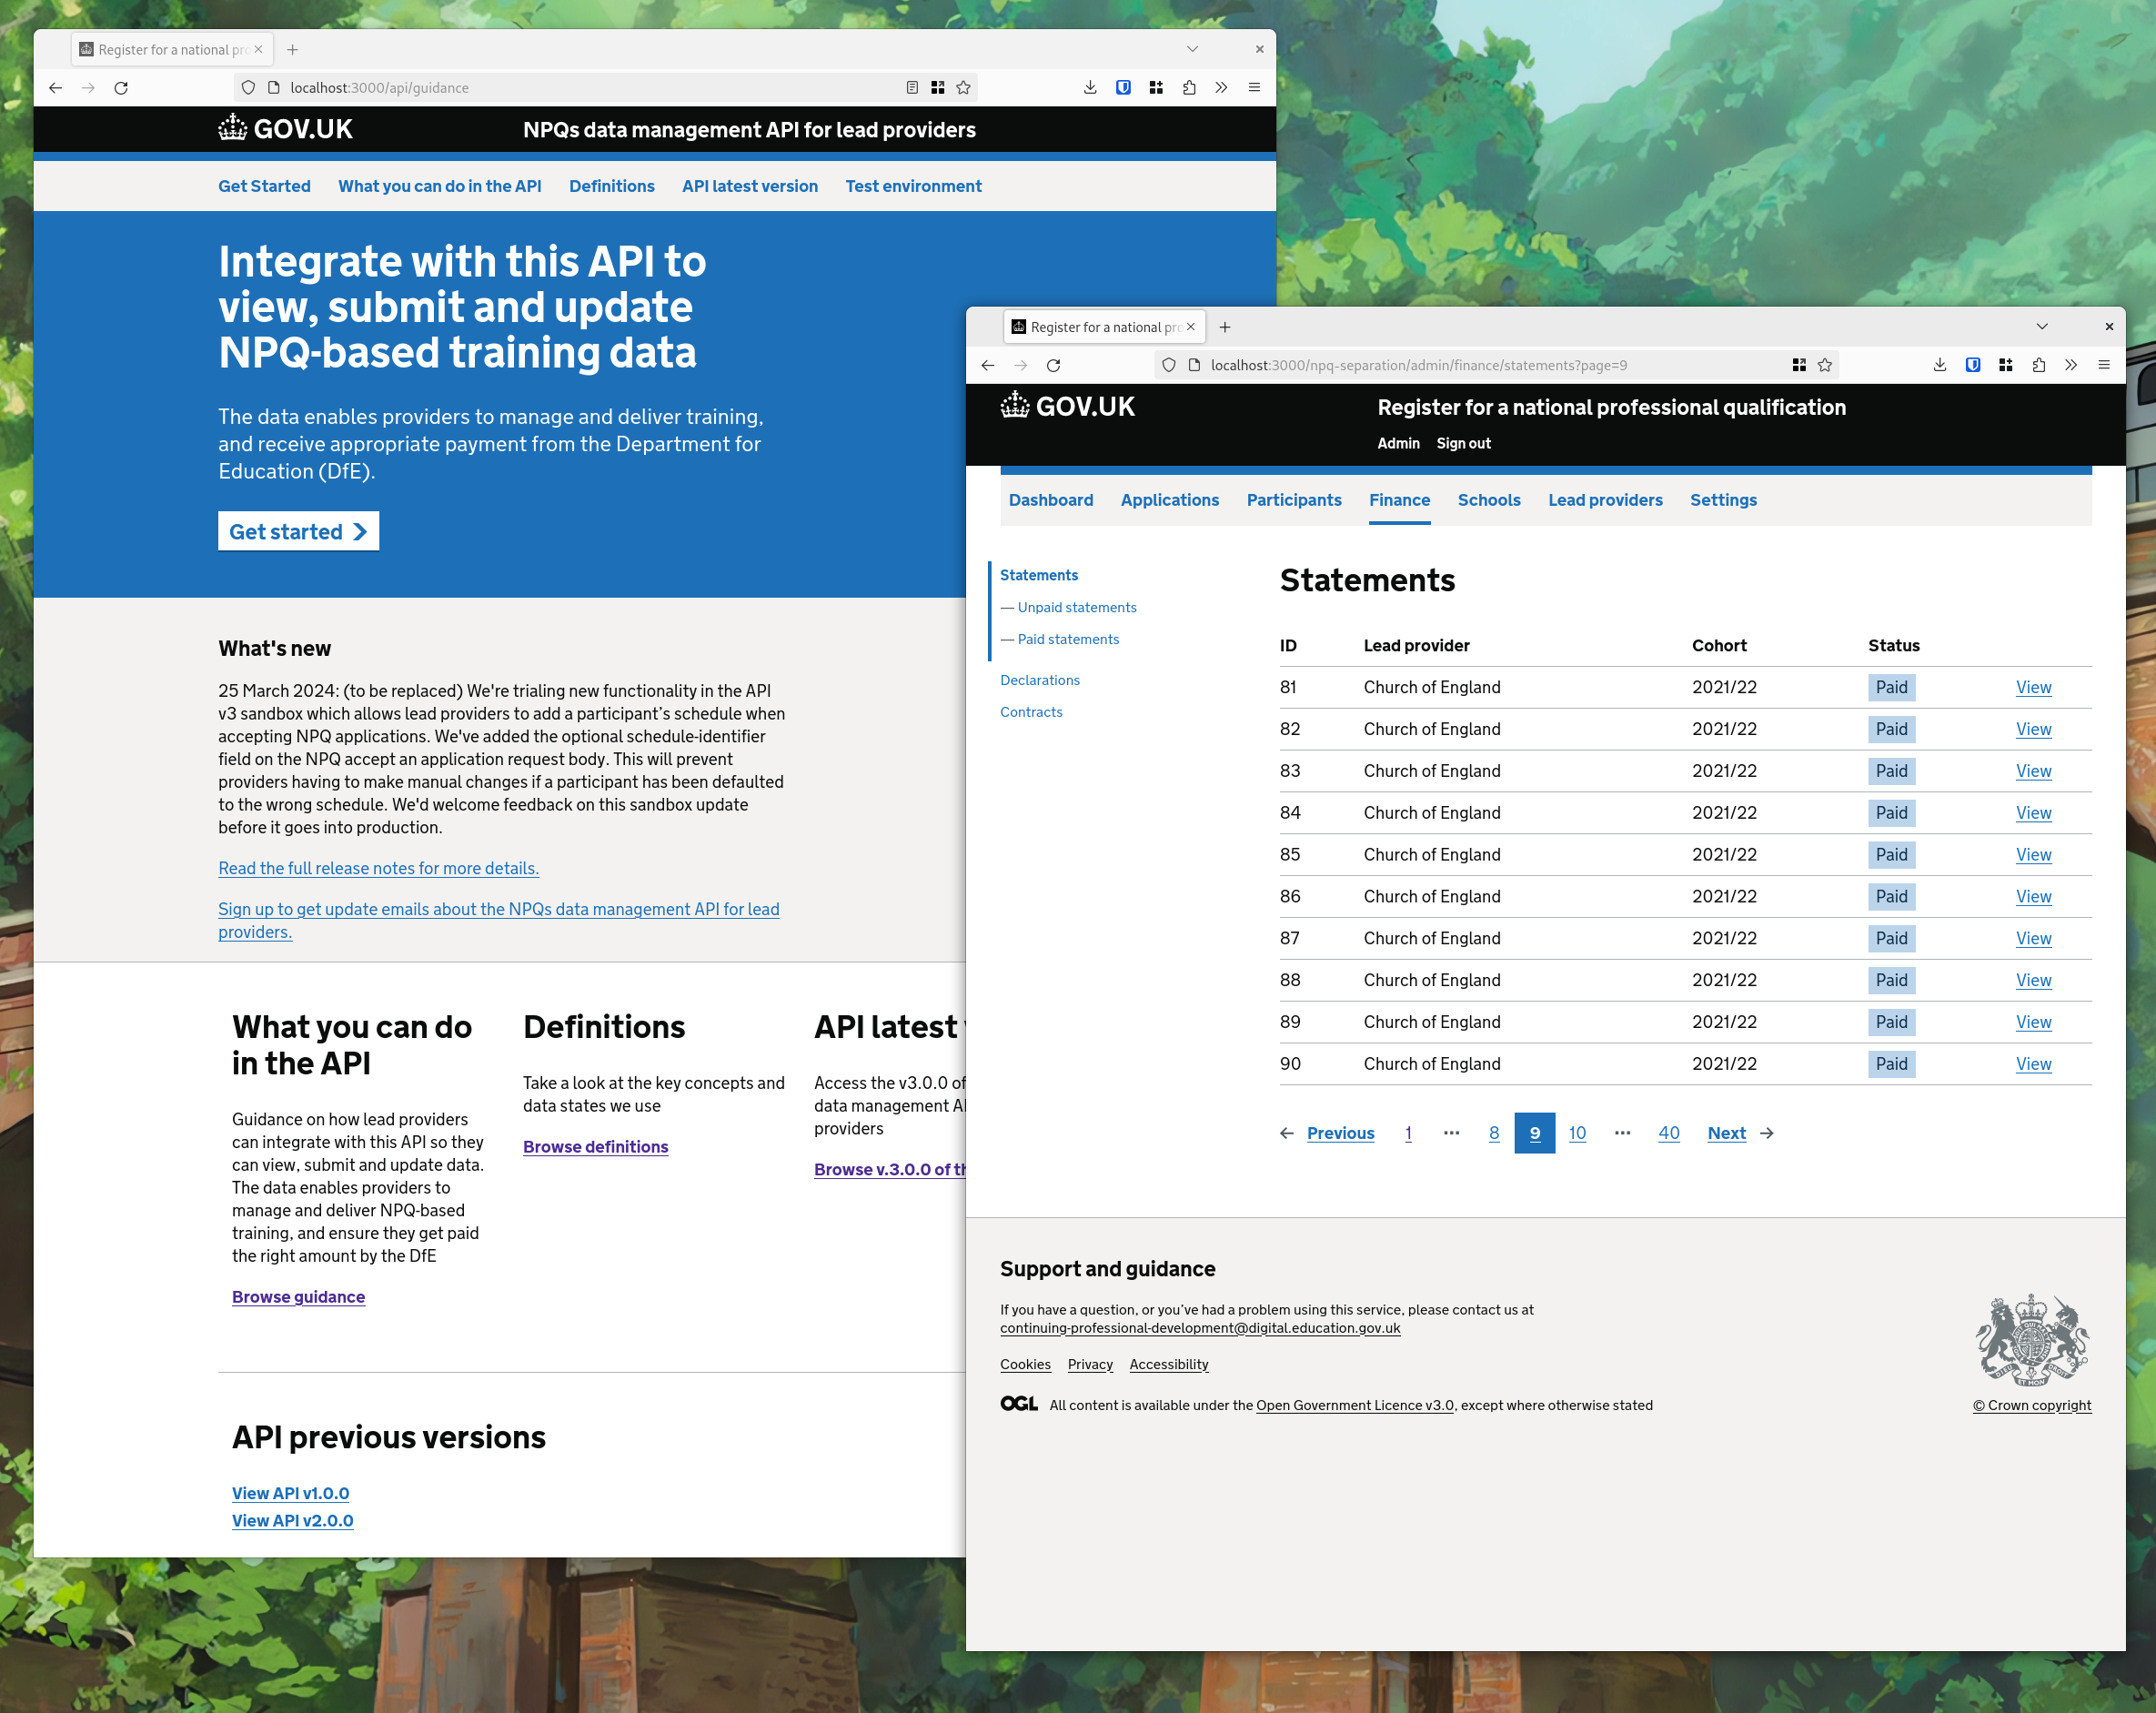 Register for a national pro
localhost:3000/api/guidance
GOV.UK
NPQs data management API for lead providers
Get Started What you can do in the API Definitions API latest version Test environment
Integrate with this API to
view, submit and update
NPQ-based training data
The data enables providers to manage and deliver training,
and receive appropriate payment from the Department for
Education (DfE).
Get started
What's new
25 March 2024: (to be replaced) We're trialing new functionality in the API
v3 sandbox which allows lead providers to add a participant’s schedule when
accepting NPQ applications. We've added the optional schedule-identifier
field on the NPQ accept an application request body. This will prevent
providers having to make manual changes if a participant has been defaulted
to the wrong schedule. We'd welcome feedback on this sandbox update
before it goes into production.
Read the full release notes for more details.
Sign up to get update emails about the NPQs data management API for lead
providers.
What you can do
in the API
Guidance on how lead providers
can integrate with this API so they
can view, submit and update data.
The data enables providers to
manage and deliver NPQ-based
training, and ensure they get paid
the right amount by the DfE
Browse guidance
Definitions
Take a look at the key concepts and
data states we use
Browse definitions
API latest
Access the v3.0.0 of
data management
providers
Browse v.3.0.0 of
API previous versions
View API v1.0.0
View API v2.0.0
Register for a national pro
localhost:3000/npq-separation/admin/finance/statements?page=9
GOV.UK
Register for a national professional qualification
Admin Sign out
Dashboard Applications Participants Finance Schools Lead providers Settings
Statements
— Unpaid statements
— Paid statements
Declarations
Contracts
Statements
ID Lead provider Cohort Status
81 Church of England 2021/22 Paid View
82 Church of England 2021/22 Paid View
83 Church of England 2021/22 Paid View
84 Church of England 2021/22 Paid View
85 Church of England 2021/22 Paid View
86 Church of England 2021/22 Paid View
87 Church of England 2021/22 Paid View
88 Church of England 2021/22 Paid View
89 Church of England 2021/22 Paid View
90 Church of England 2021/22 Paid View
Previous 1 ⋯ 8 9 10 ⋯ 40 Next
Support and guidance
If you have a question, or you’ve had a problem using this service, please contact us at
continuing-professional-development@digital.education.gov.uk
Cookies Privacy Accessibility
OGL All content is available under the Open Government Licence v3.0, except where otherwise stated
© Crown copyright